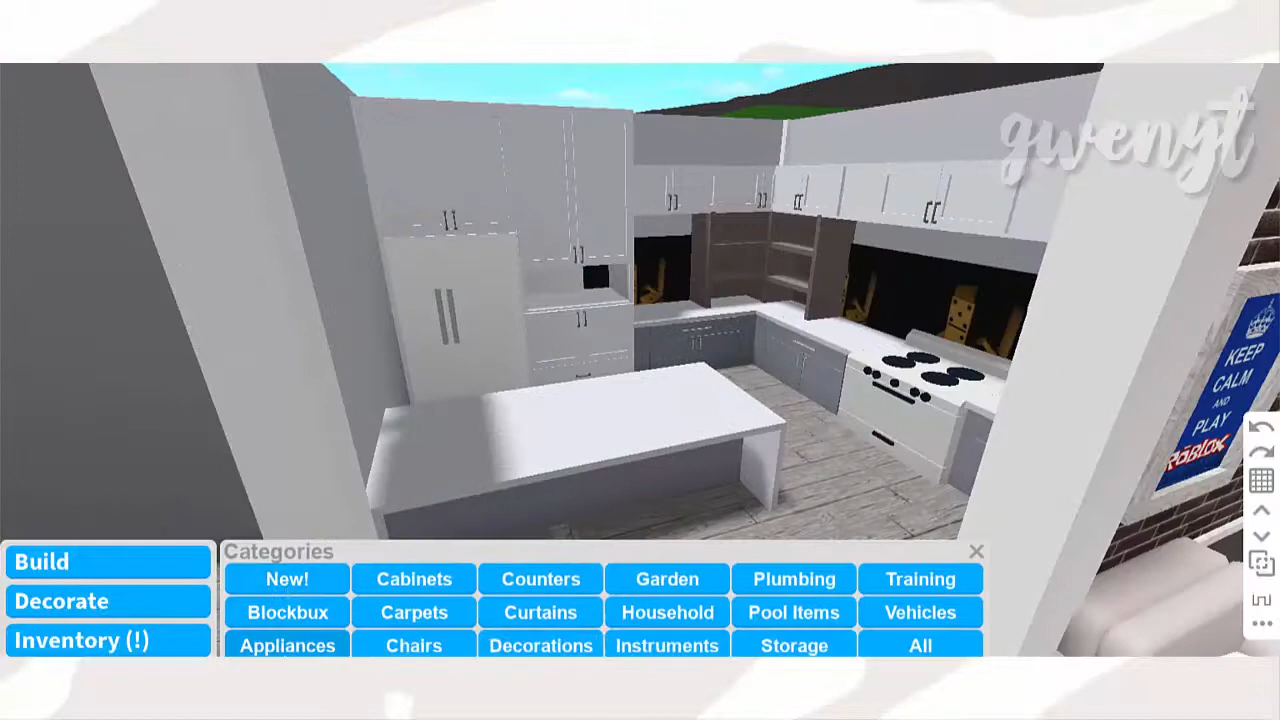 gwenyt
KEEP
CALM
AND
PLAY
ROBLOX
Build
Decorate
Inventory (!)
Categories
New! Cabinets Counters Garden Plumbing Training
Blockbux Carpets Curtains Household Pool Items Vehicles
Appliances Chairs Decorations Instruments Storage All